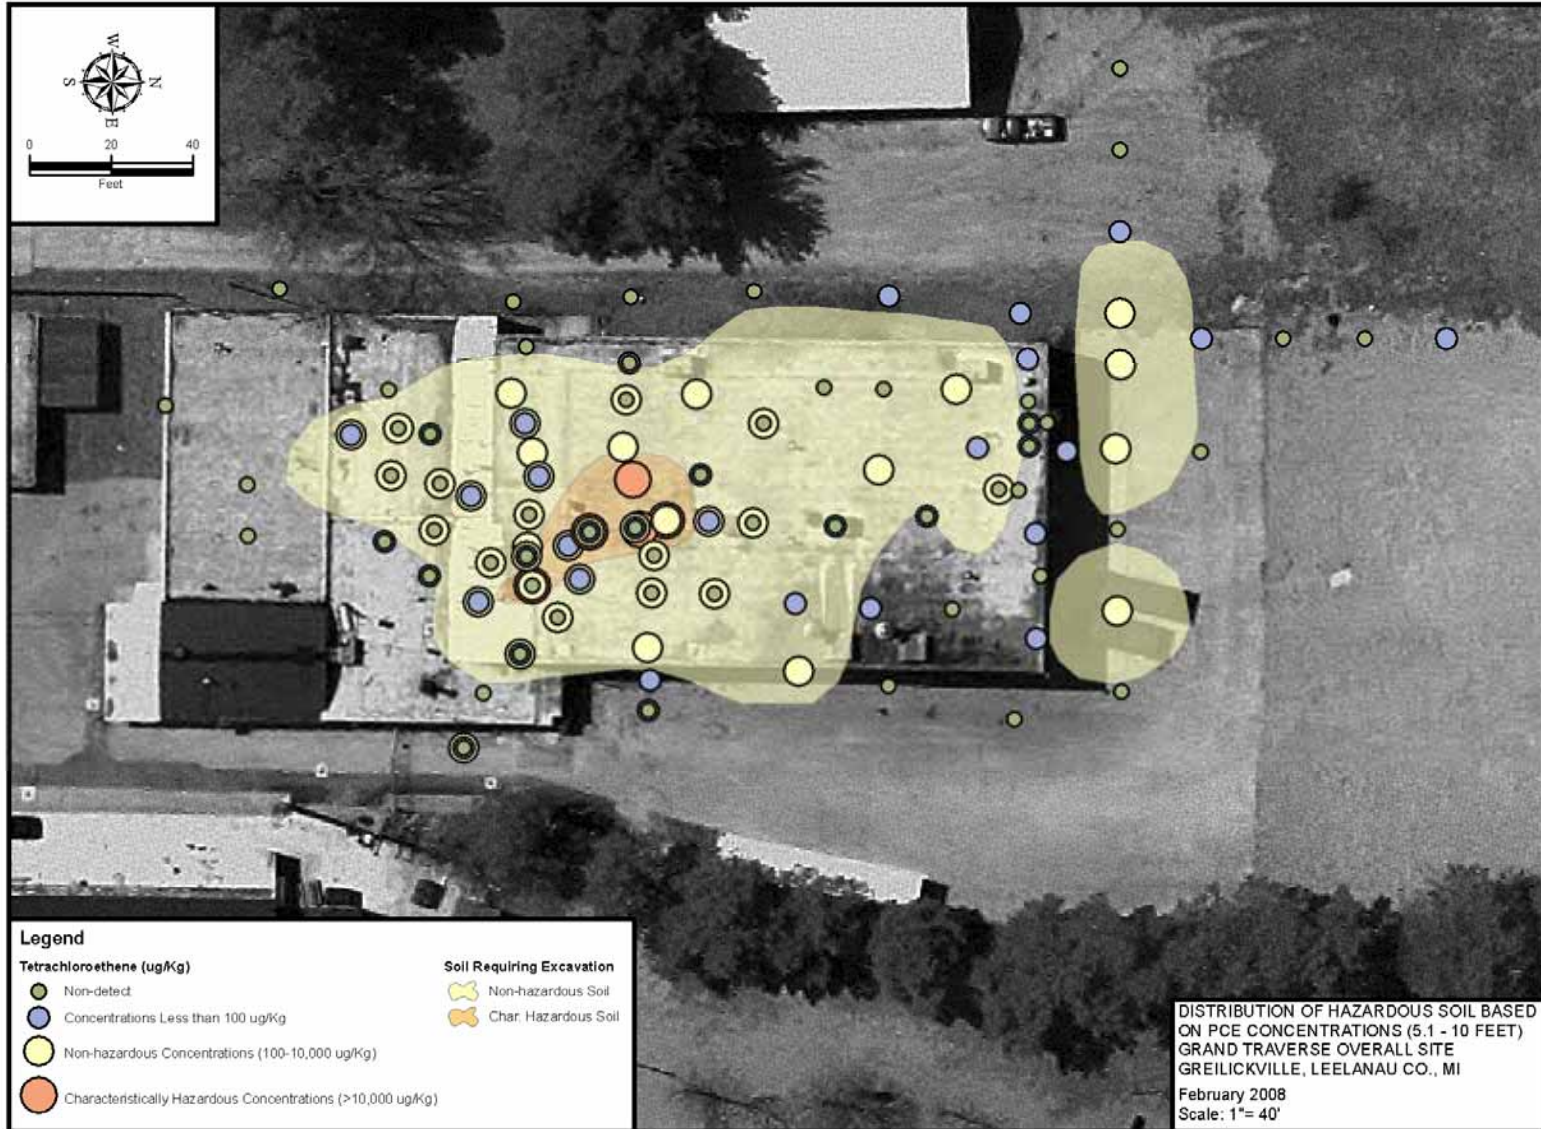 W
S
N
E
0 20 40
Feet
Legend
Tetrachloroethene (ug/Kg)
Non-detect
Concentrations Less than 100 ug/Kg
Non-hazardous Concentrations (100-10,000 ug/Kg)
Characteristically Hazardous Concentrations (>10,000 ug/Kg)
Soil Requiring Excavation
Non-hazardous Soil
Char. Hazardous Soil
DISTRIBUTION OF HAZARDOUS SOIL BASED
ON PCE CONCENTRATIONS (5.1 - 10 FEET)
GRAND TRAVERSE OVERALL SITE
GREILICKVILLE, LEELANAU CO., MI
February 2008
Scale: 1"= 40'